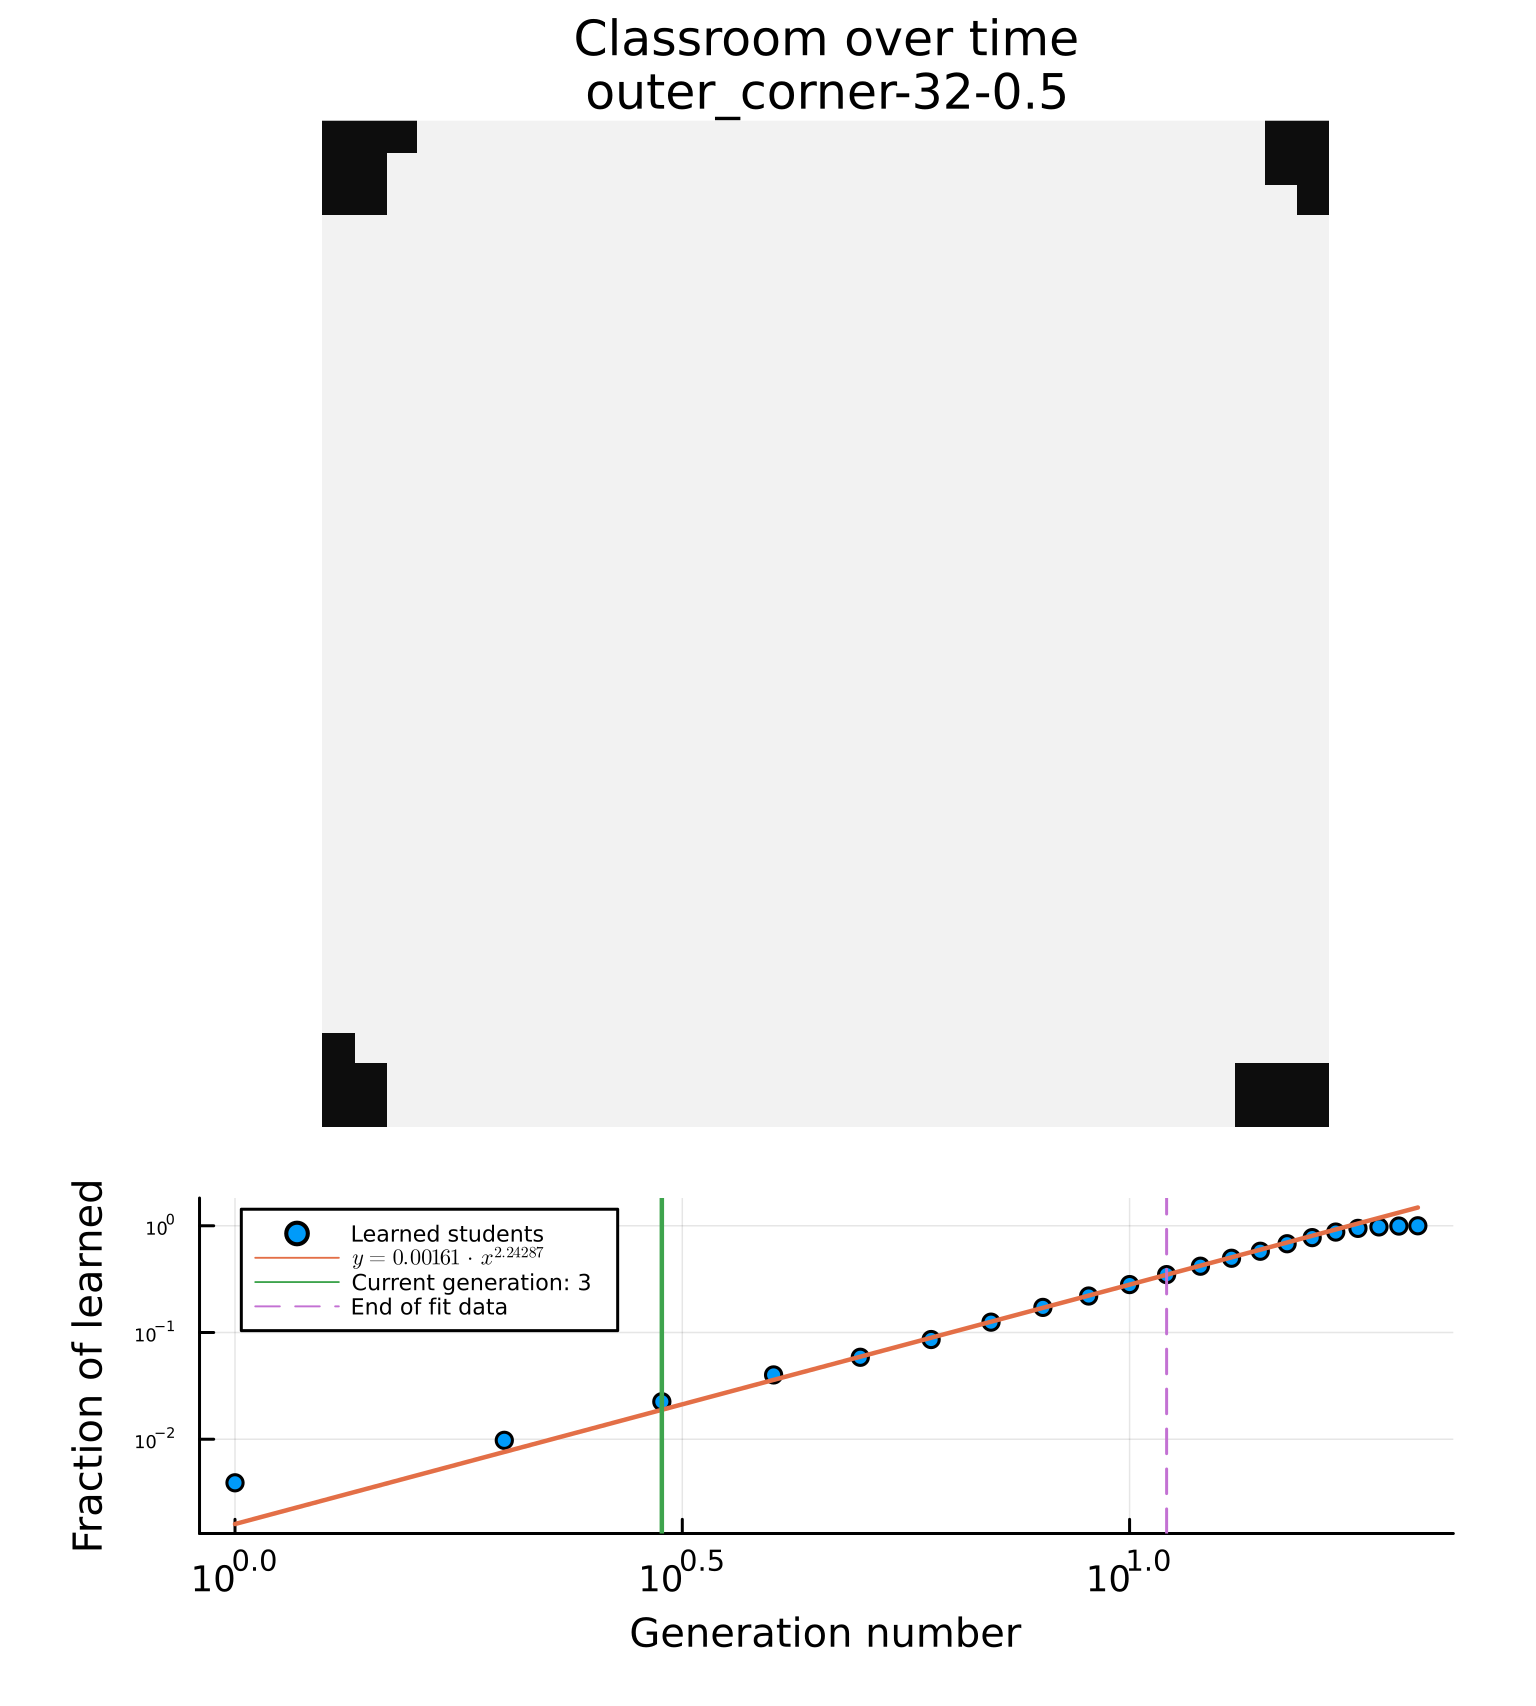 Classroom over time
outer_corner-32-0.5
Fraction of learned
10^0
10^−1
10^−2
Learned students
y = 0.00161 · x^2.24287
Current generation: 3
End of fit data
10^0.0
10^0.5
10^1.0
Generation number